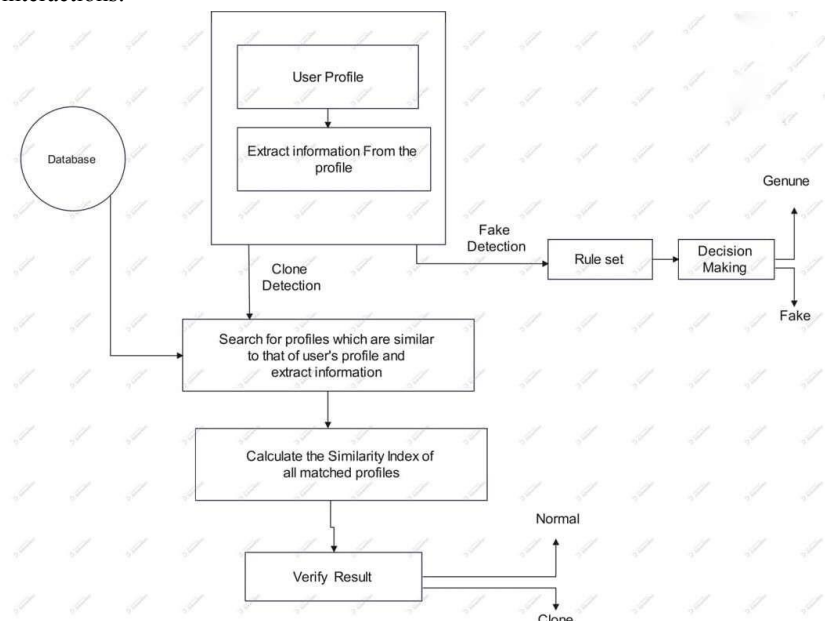 interactions.
User Profile
Extract information From the
profile
Database
Genune
Fake
Detection
Rule set
Decision
Making
Clone
Detection
Fake
Search for profiles which are similar
to that of user's profile and
extract information
Calculate the Similarity Index of
all matched profiles
Normal
Verify Result
Clone